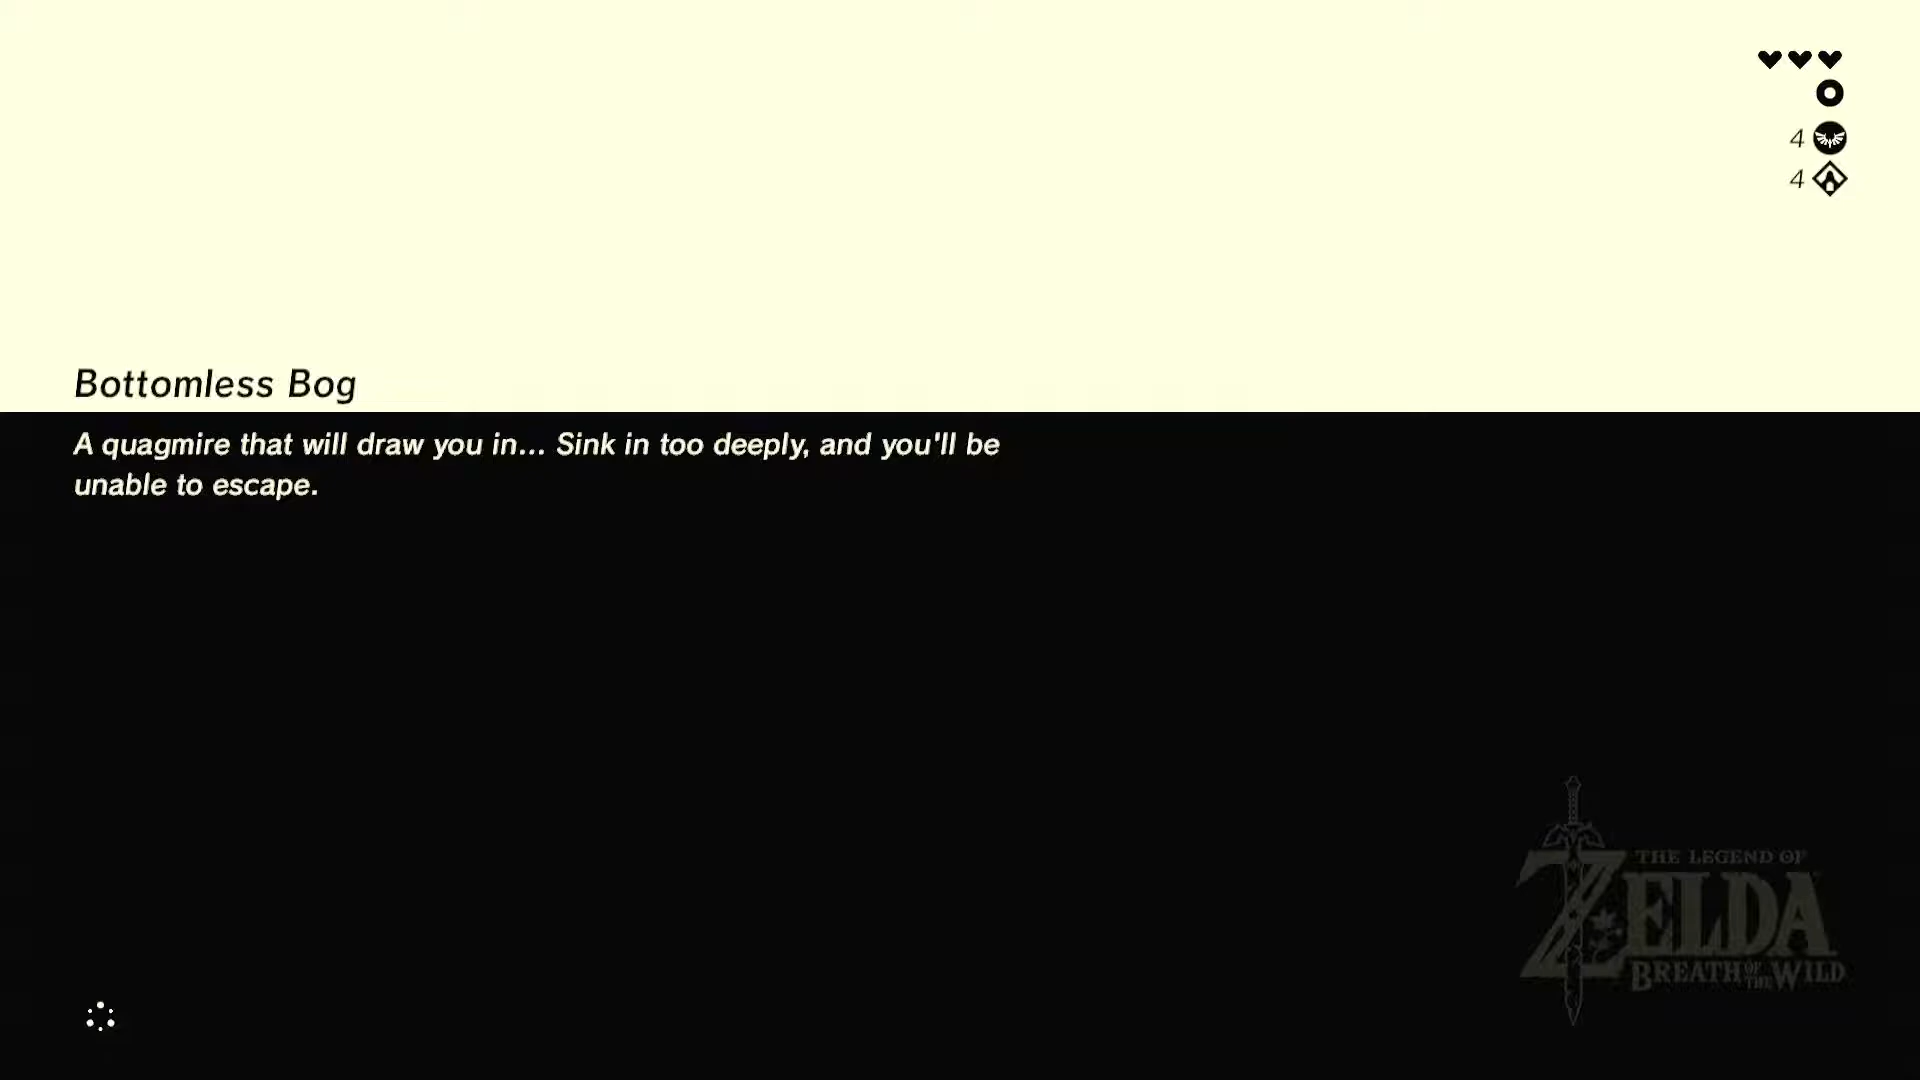 4
4
Bottomless Bog
A quagmire that will draw you in... Sink in too deeply, and you'll be
unable to escape.
THE LEGEND OF
ZELDA
BREATH OF THE WILD